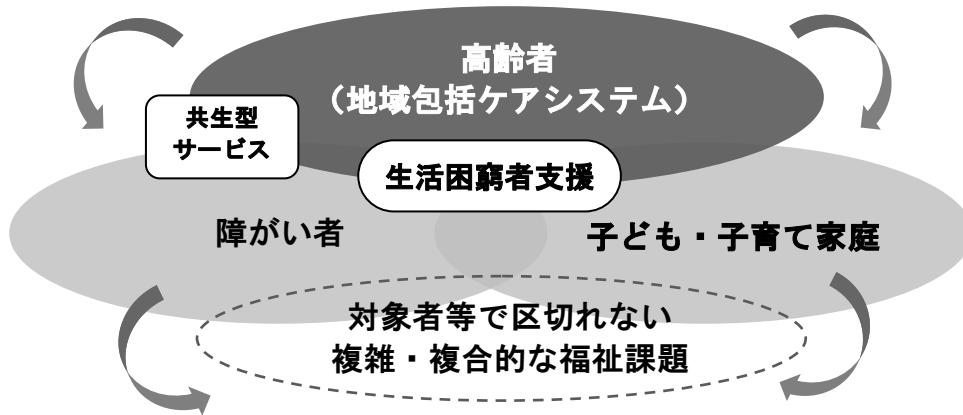 高齢者
（地域包括ケアシステム）
共生型
サービス
生活困窮者支援
障がい者
子ども・子育て家庭
対象者等で区切れない
複雑・複合的な福祉課題